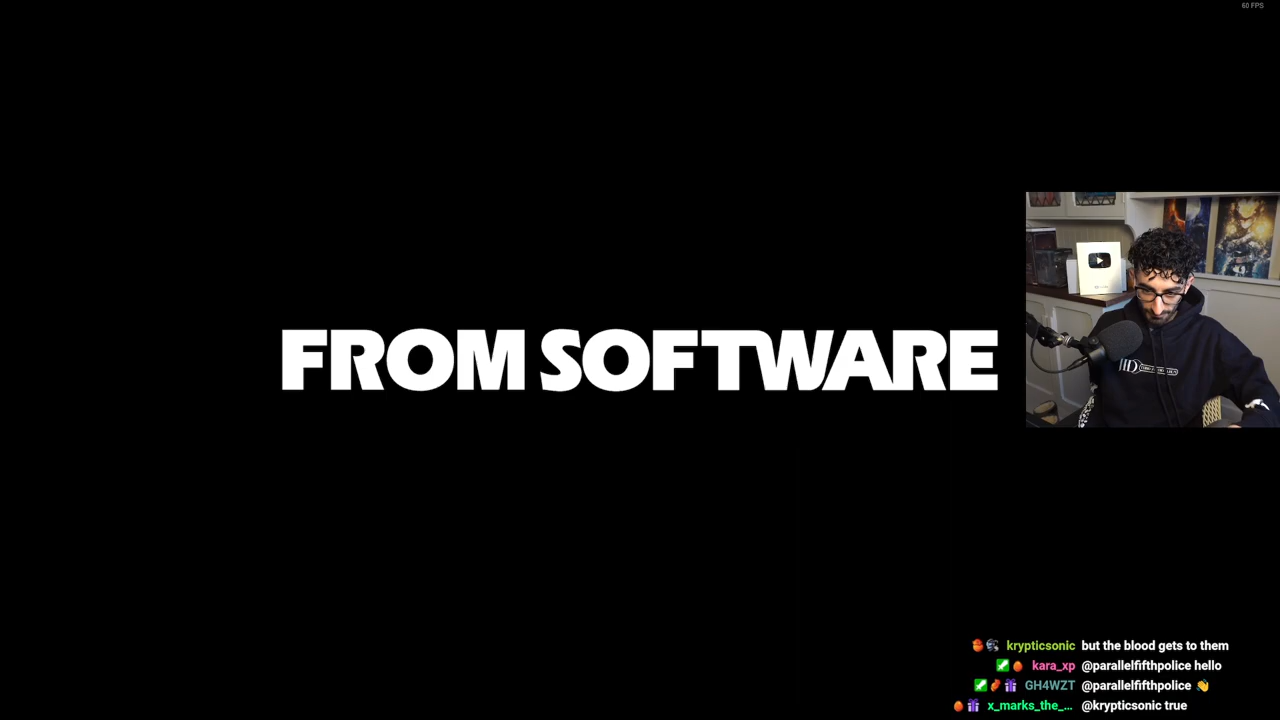 60 FPS
FROM SOFTWARE
krypticsonic but the blood gets to them
kara_xp @parallelfifthpolice hello
GH4WZT @parallelfifthpolice
x_marks_the_... @krypticsonic true